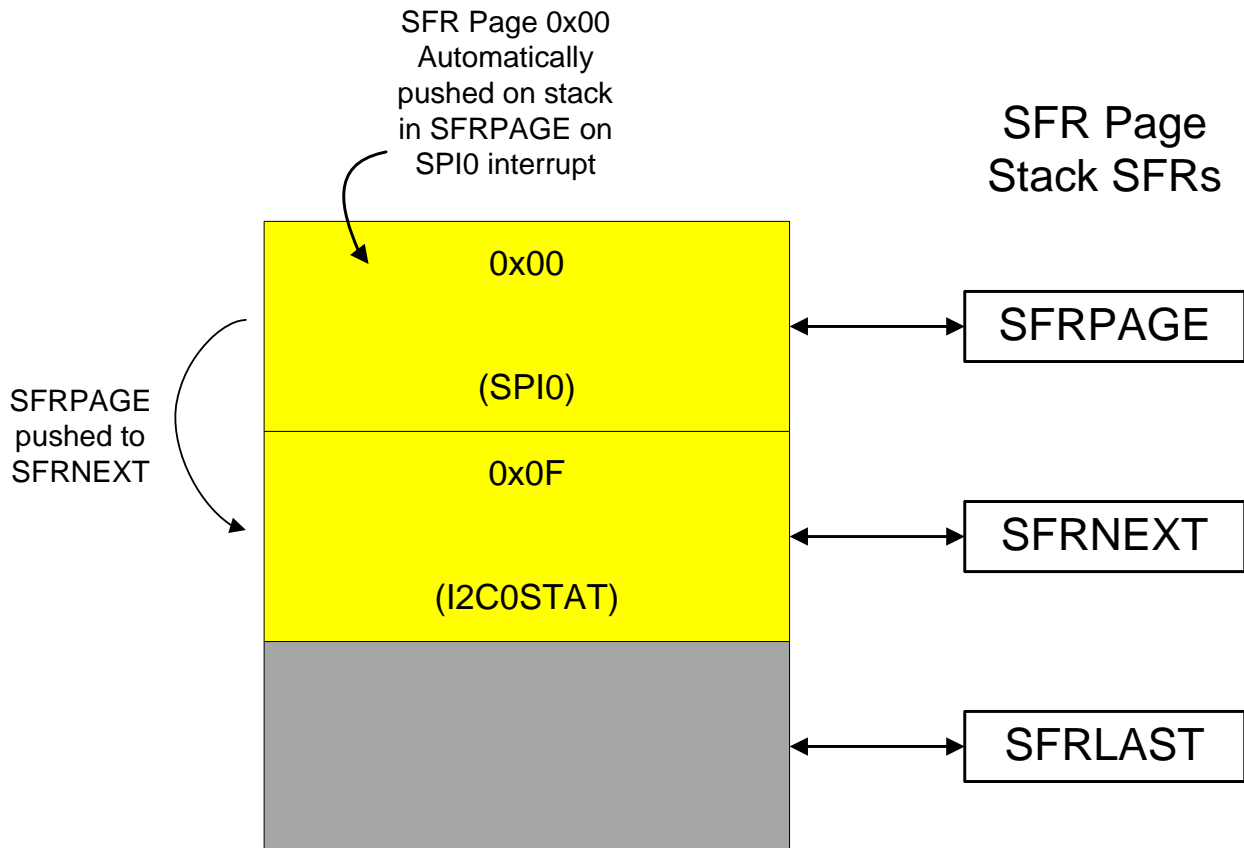 SFR Page 0x00
Automatically
pushed on stack
in SFRPAGE on
SPI0 interrupt
SFR Page
Stack SFRs
0x00
(SPI0)
SFRPAGE
SFRPAGE
pushed to
SFRNEXT
0x0F
(I2C0STAT)
SFRNEXT
SFRLAST